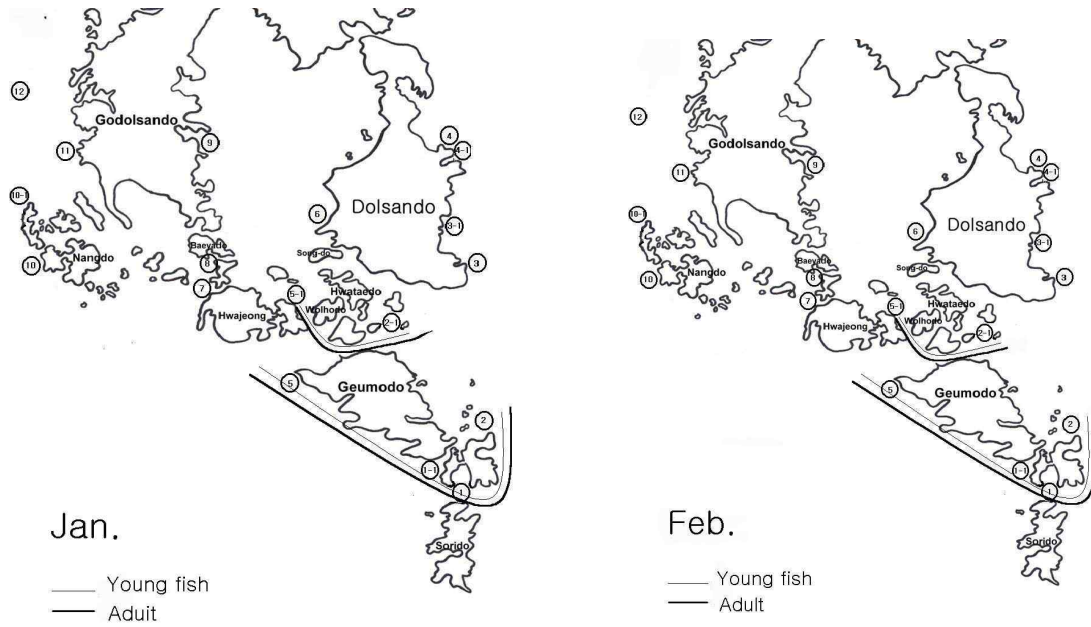 12
Godolsando
11
9
4
4-1
10-1
6
Dolsando
3-1
Nangdo
10
Baeyado
8
7
Song-do
3
5-1
Hwataedo
Wolhodo
Hwajeong
2-1
5
Geumodo
2
1-1
1
Sorido
Jan.
Young fish
Aduit
12
Godolsando
11
9
4
4-1
10-1
6
Dolsando
3-1
Nangdo
10
Baeyado
8
7
Song-do
3
5-1
Hwataedo
Wolhodo
Hwajeong
2-1
5
Geumodo
2
1-1
1
Sorido
Feb.
Young fish
Adult